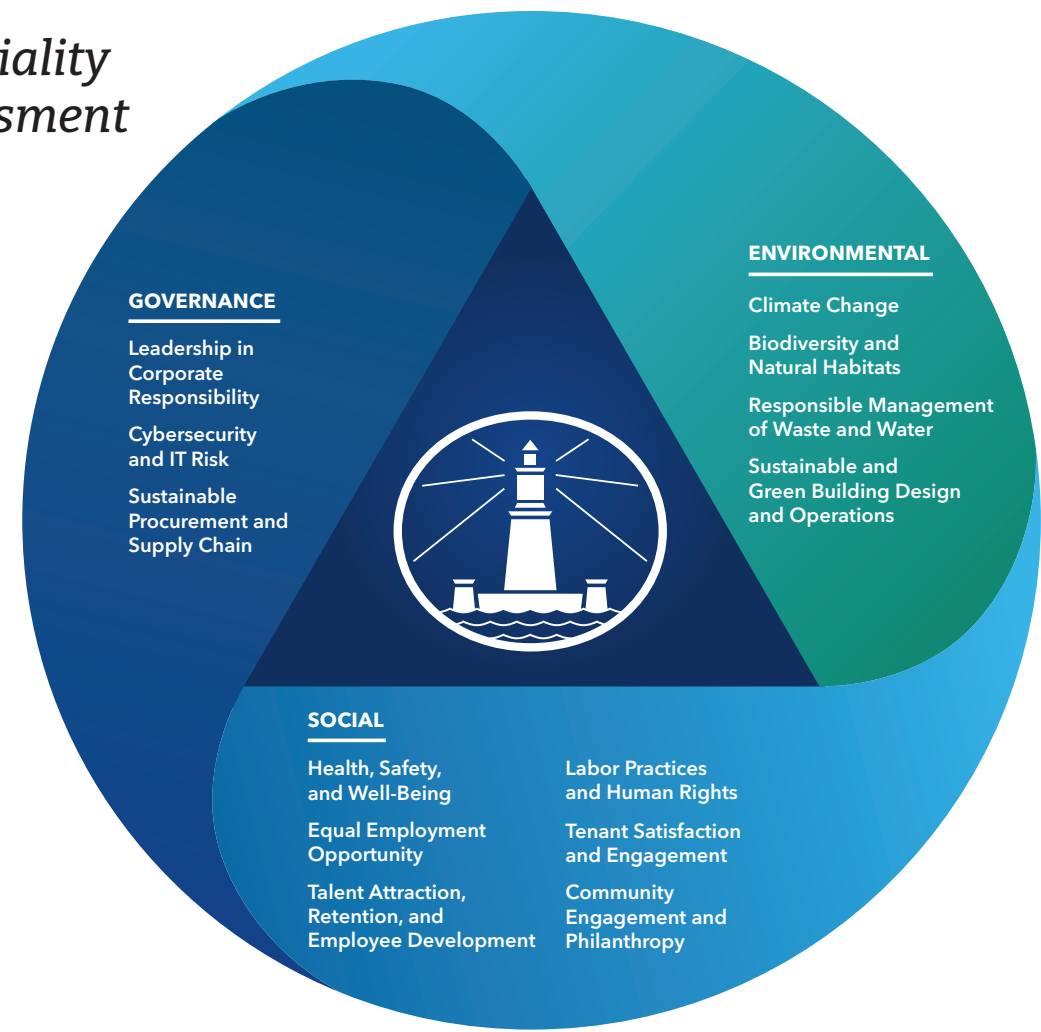 iality
sment
GOVERNANCE
Leadership in
Corporate
Responsibility
Cybersecurity
and IT Risk
Sustainable
Procurement and
Supply Chain
ENVIRONMENTAL
Climate Change
Biodiversity and
Natural Habitats
Responsible Management
of Waste and Water
Sustainable and
Green Building Design
and Operations
SOCIAL
Health, Safety,
and Well-Being
Equal Employment
Opportunity
Talent Attraction,
Retention, and
Employee Development
Labor Practices
and Human Rights
Tenant Satisfaction
and Engagement
Community
Engagement and
Philanthropy